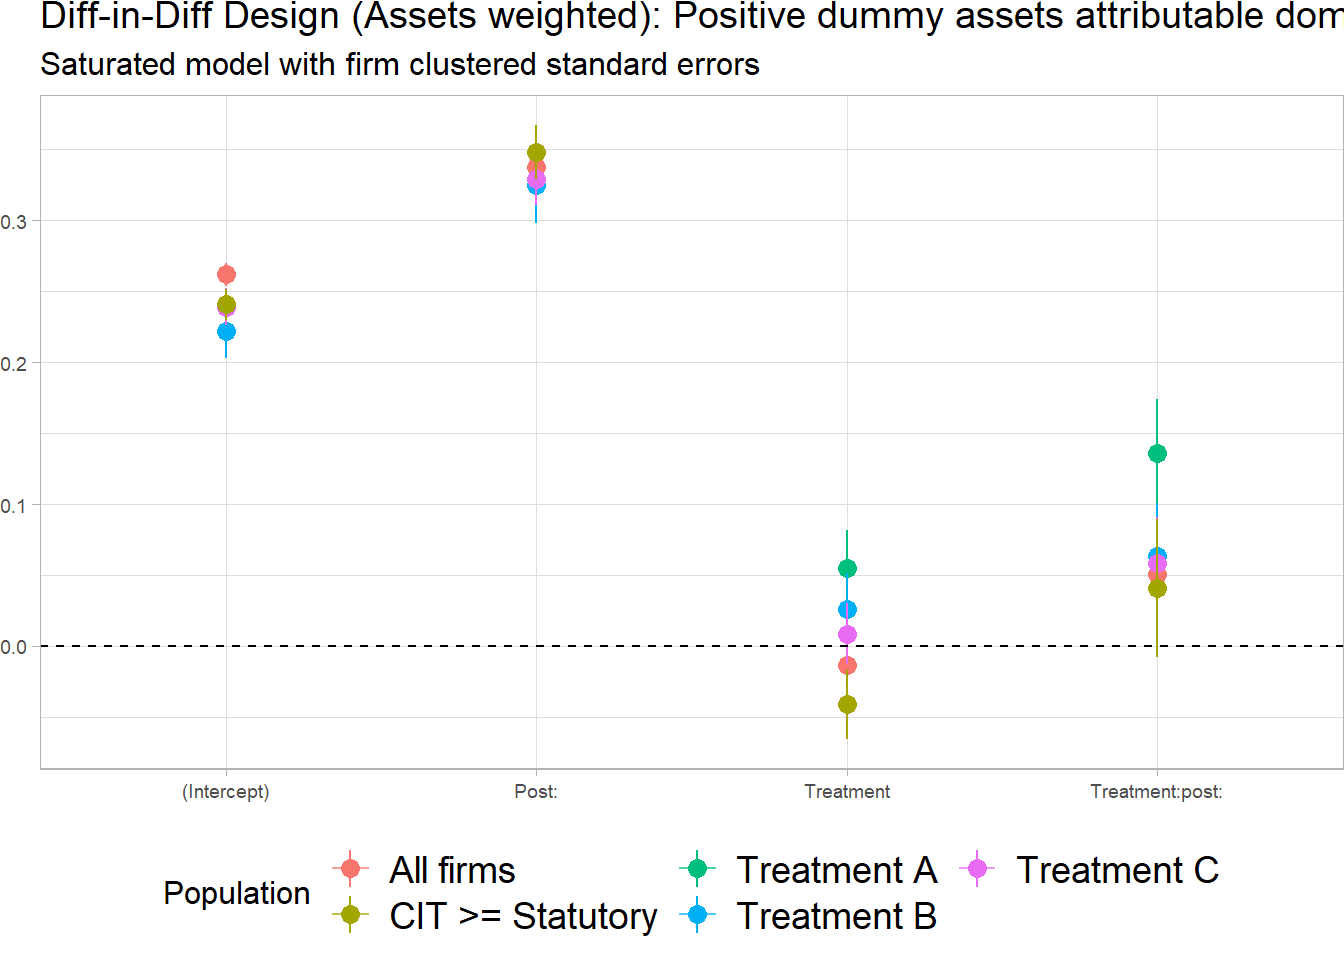 Diff-in-Diff Design (Assets weighted): Positive dummy assets attributable dom
Saturated model with firm clustered standard errors
0.3
0.2
0.1
0.0
(Intercept) Post: Treatment Treatment:post:
Population
All firms Treatment A Treatment C
CIT >= Statutory Treatment B